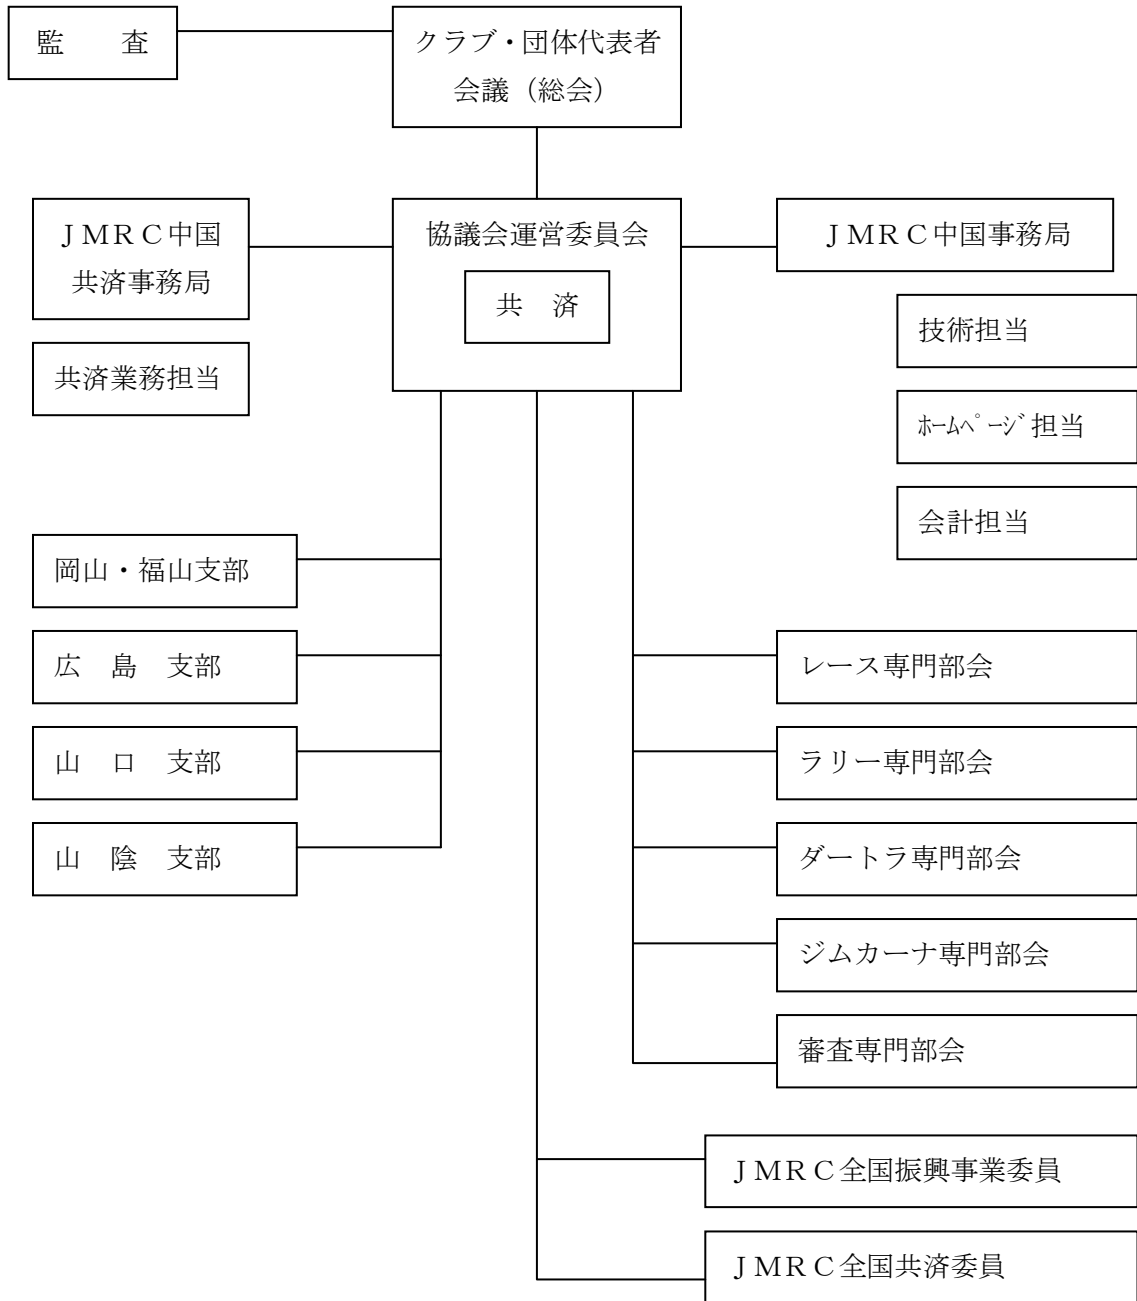 監　　査
クラブ・団体代表者
会議（総会）
ＪＭＲＣ中国
共済事務局
協議会運営委員会
ＪＭＲＣ中国事務局
共　済
技術担当
共済業務担当
ﾎｰﾑﾍﾟｰｼﾞ担当
会計担当
岡山・福山支部
広　島　支部
レース専門部会
山　口　支部
ラリー専門部会
山　陰　支部
ダートラ専門部会
ジムカーナ専門部会
審査専門部会
ＪＭＲＣ全国振興事業委員
ＪＭＲＣ全国共済委員